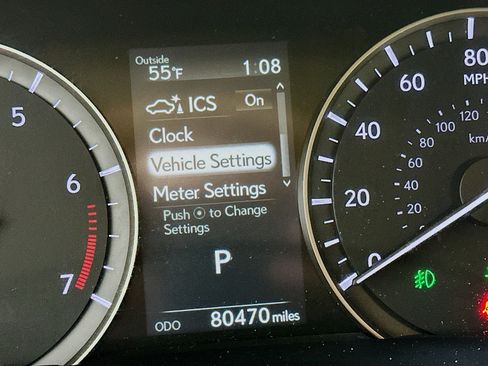 Outside
55°F 1:08
ICS On
Clock
Vehicle Settings
Meter Settings
Push ⊙ to Change
Settings
P
ODO 80470 miles
5
6
7
80
MPH
60
40
20
0
120
100
80
60
40
20
km/